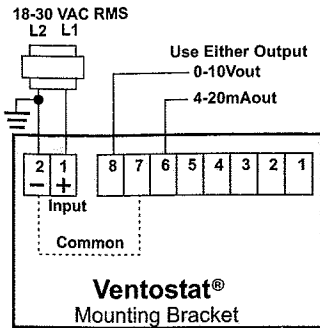 18-30 VAC RMS
L2 L1
Use Either Output
0-10Vout
4-20mAout
2 1 8 7 6 5 4 3 2 1
− +
Input
Common
Ventostat®
Mounting Bracket